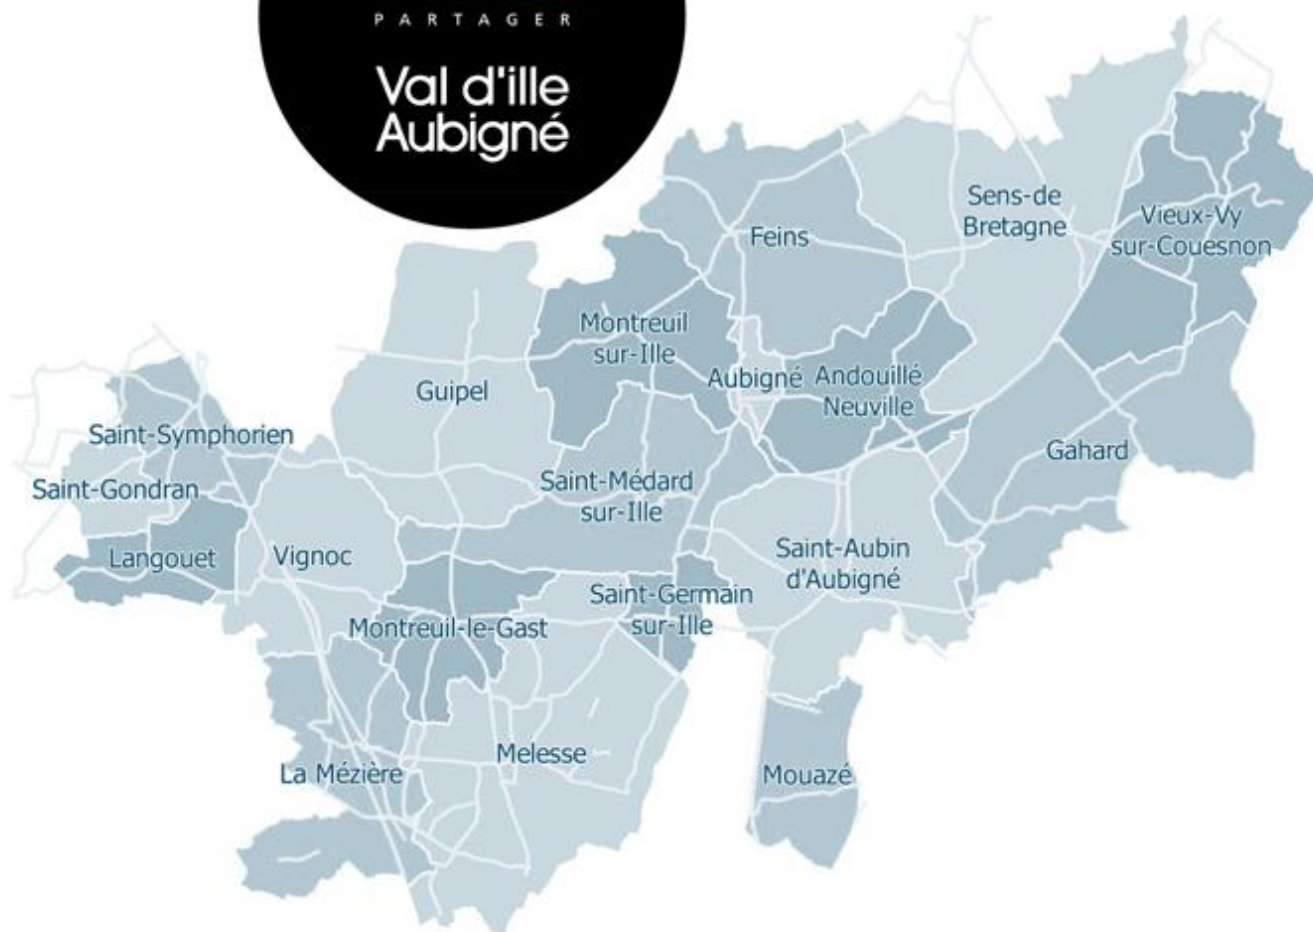 PARTAGER
Val d'ille
Aubigné
Sens-de
Bretagne
Vieux-Vy
sur-Couesnon
Feins
Montreuil
sur-Ille
Aubigné
Andouillé
Neuville
Guipel
Saint-Symphorien
Gahard
Saint-Gondran
Saint-Médard
sur-Ille
Langouet
Vignoc
Saint-Aubin
d'Aubigné
Saint-Germain
sur-Ille
Montreuil-le-Gast
Melesse
La Mézière
Mouazé